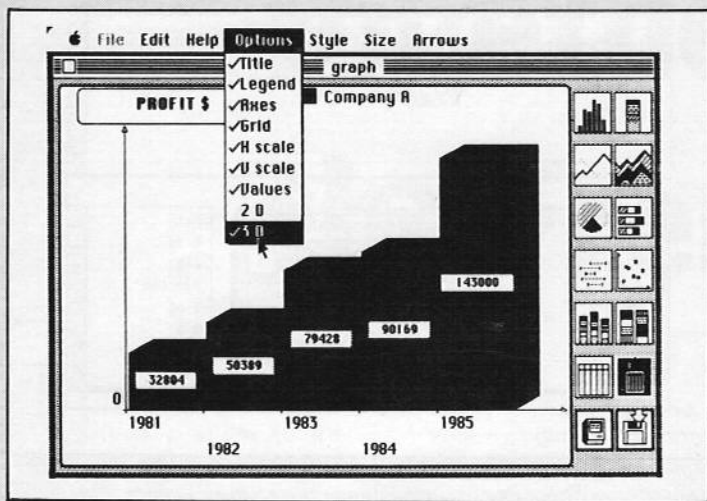 File Edit Help Options Style Size Arrows
graph
✓Title
✓Legend
✓Axes
✓Grid
✓X scale
✓Y scale
✓Values
2 D
✓3 D
PROFIT $
Company A
143000
90169
79428
50389
32804
0
1981
1982
1983
1984
1985